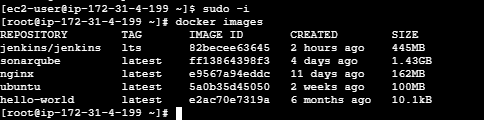 [ec2-user@ip-172-31-4-199 ~]$ sudo -i
[root@ip-172-31-4-199 ~]# docker images
REPOSITORY TAG IMAGE ID CREATED SIZE
jenkins/jenkins lts 82becee63645 2 hours ago 445MB
sonarqube latest ff13864398f3 4 days ago 1.43GB
nginx latest e9567a94eddc 11 days ago 162MB
ubuntu latest 5a0b35d45050 2 weeks ago 100MB
hello-world latest e2ac70e7319a 6 months ago 10.1kB
[root@ip-172-31-4-199 ~]#